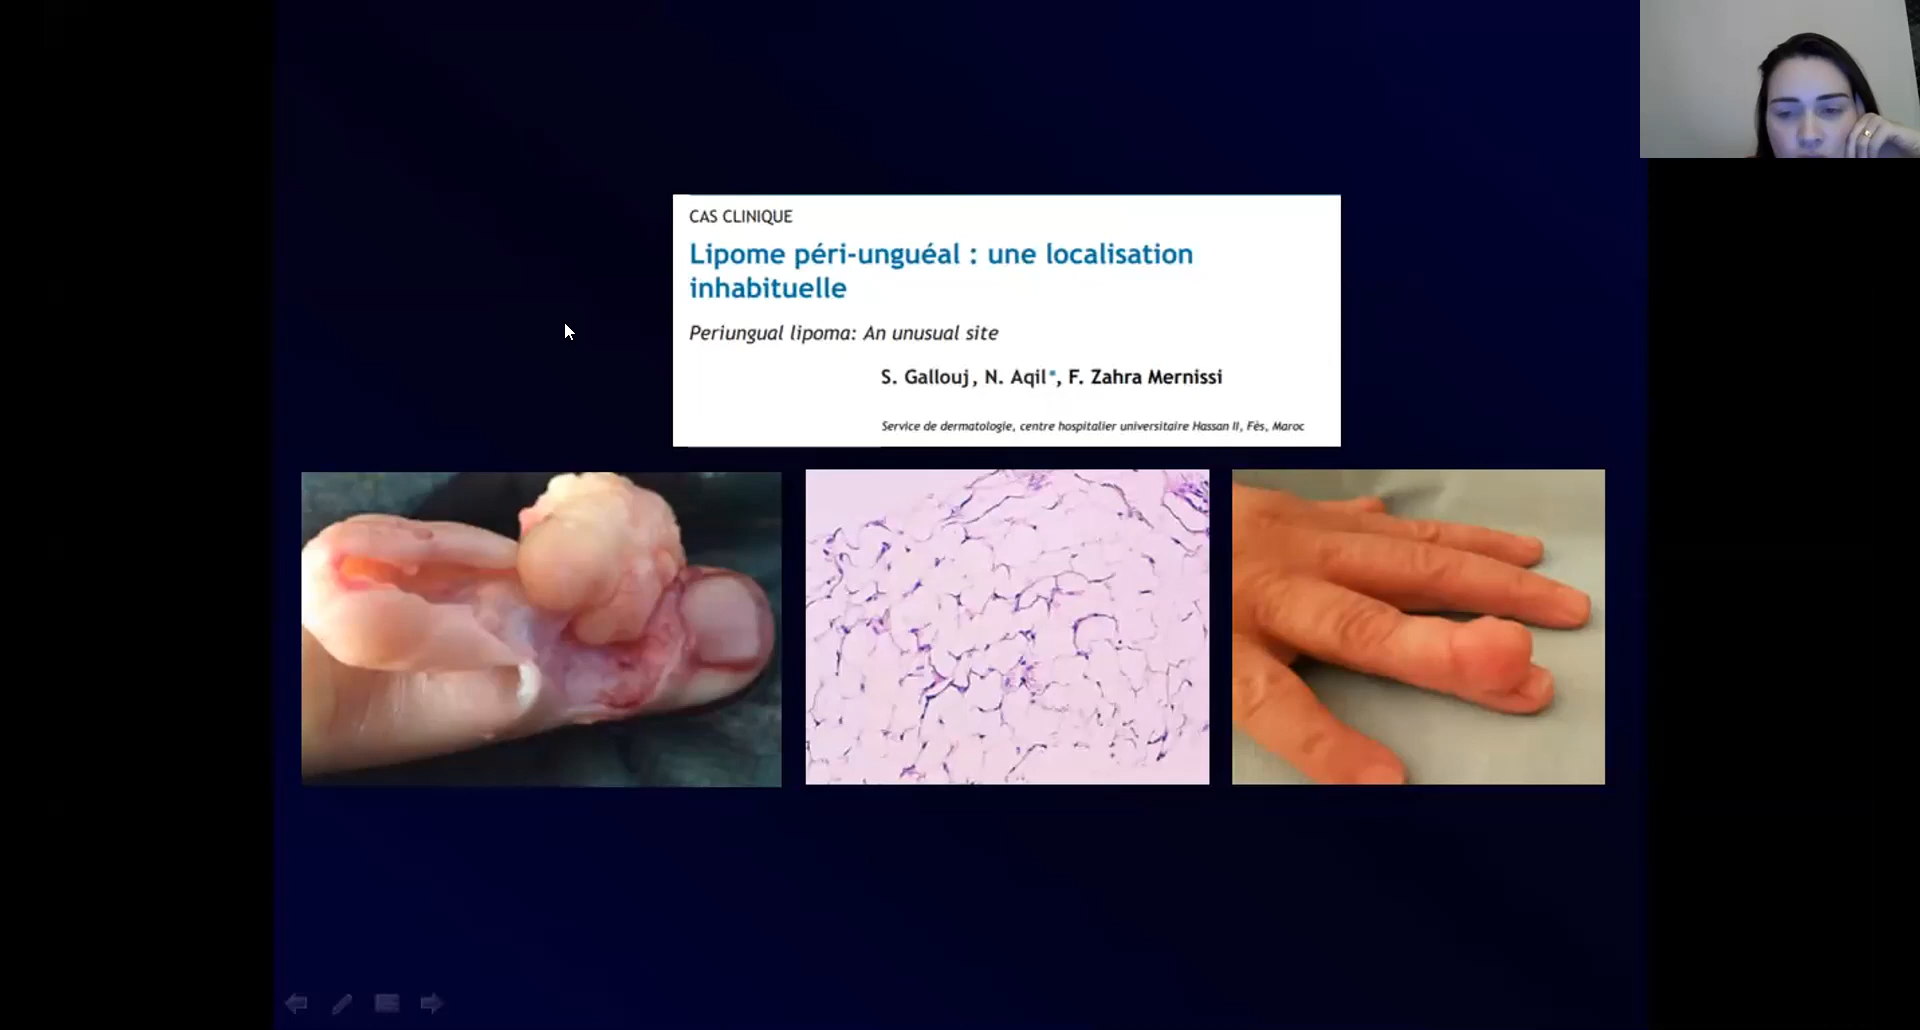 CAS CLINIQUE
Lipome péri-unguéal : une localisation
inhabituelle
Periungual lipoma: An unusual site
S. Gallouj, N. Aqil*, F. Zahra Mernissi
Service de dermatologie, centre hospitalier universitaire Hassan II, Fès, Maroc